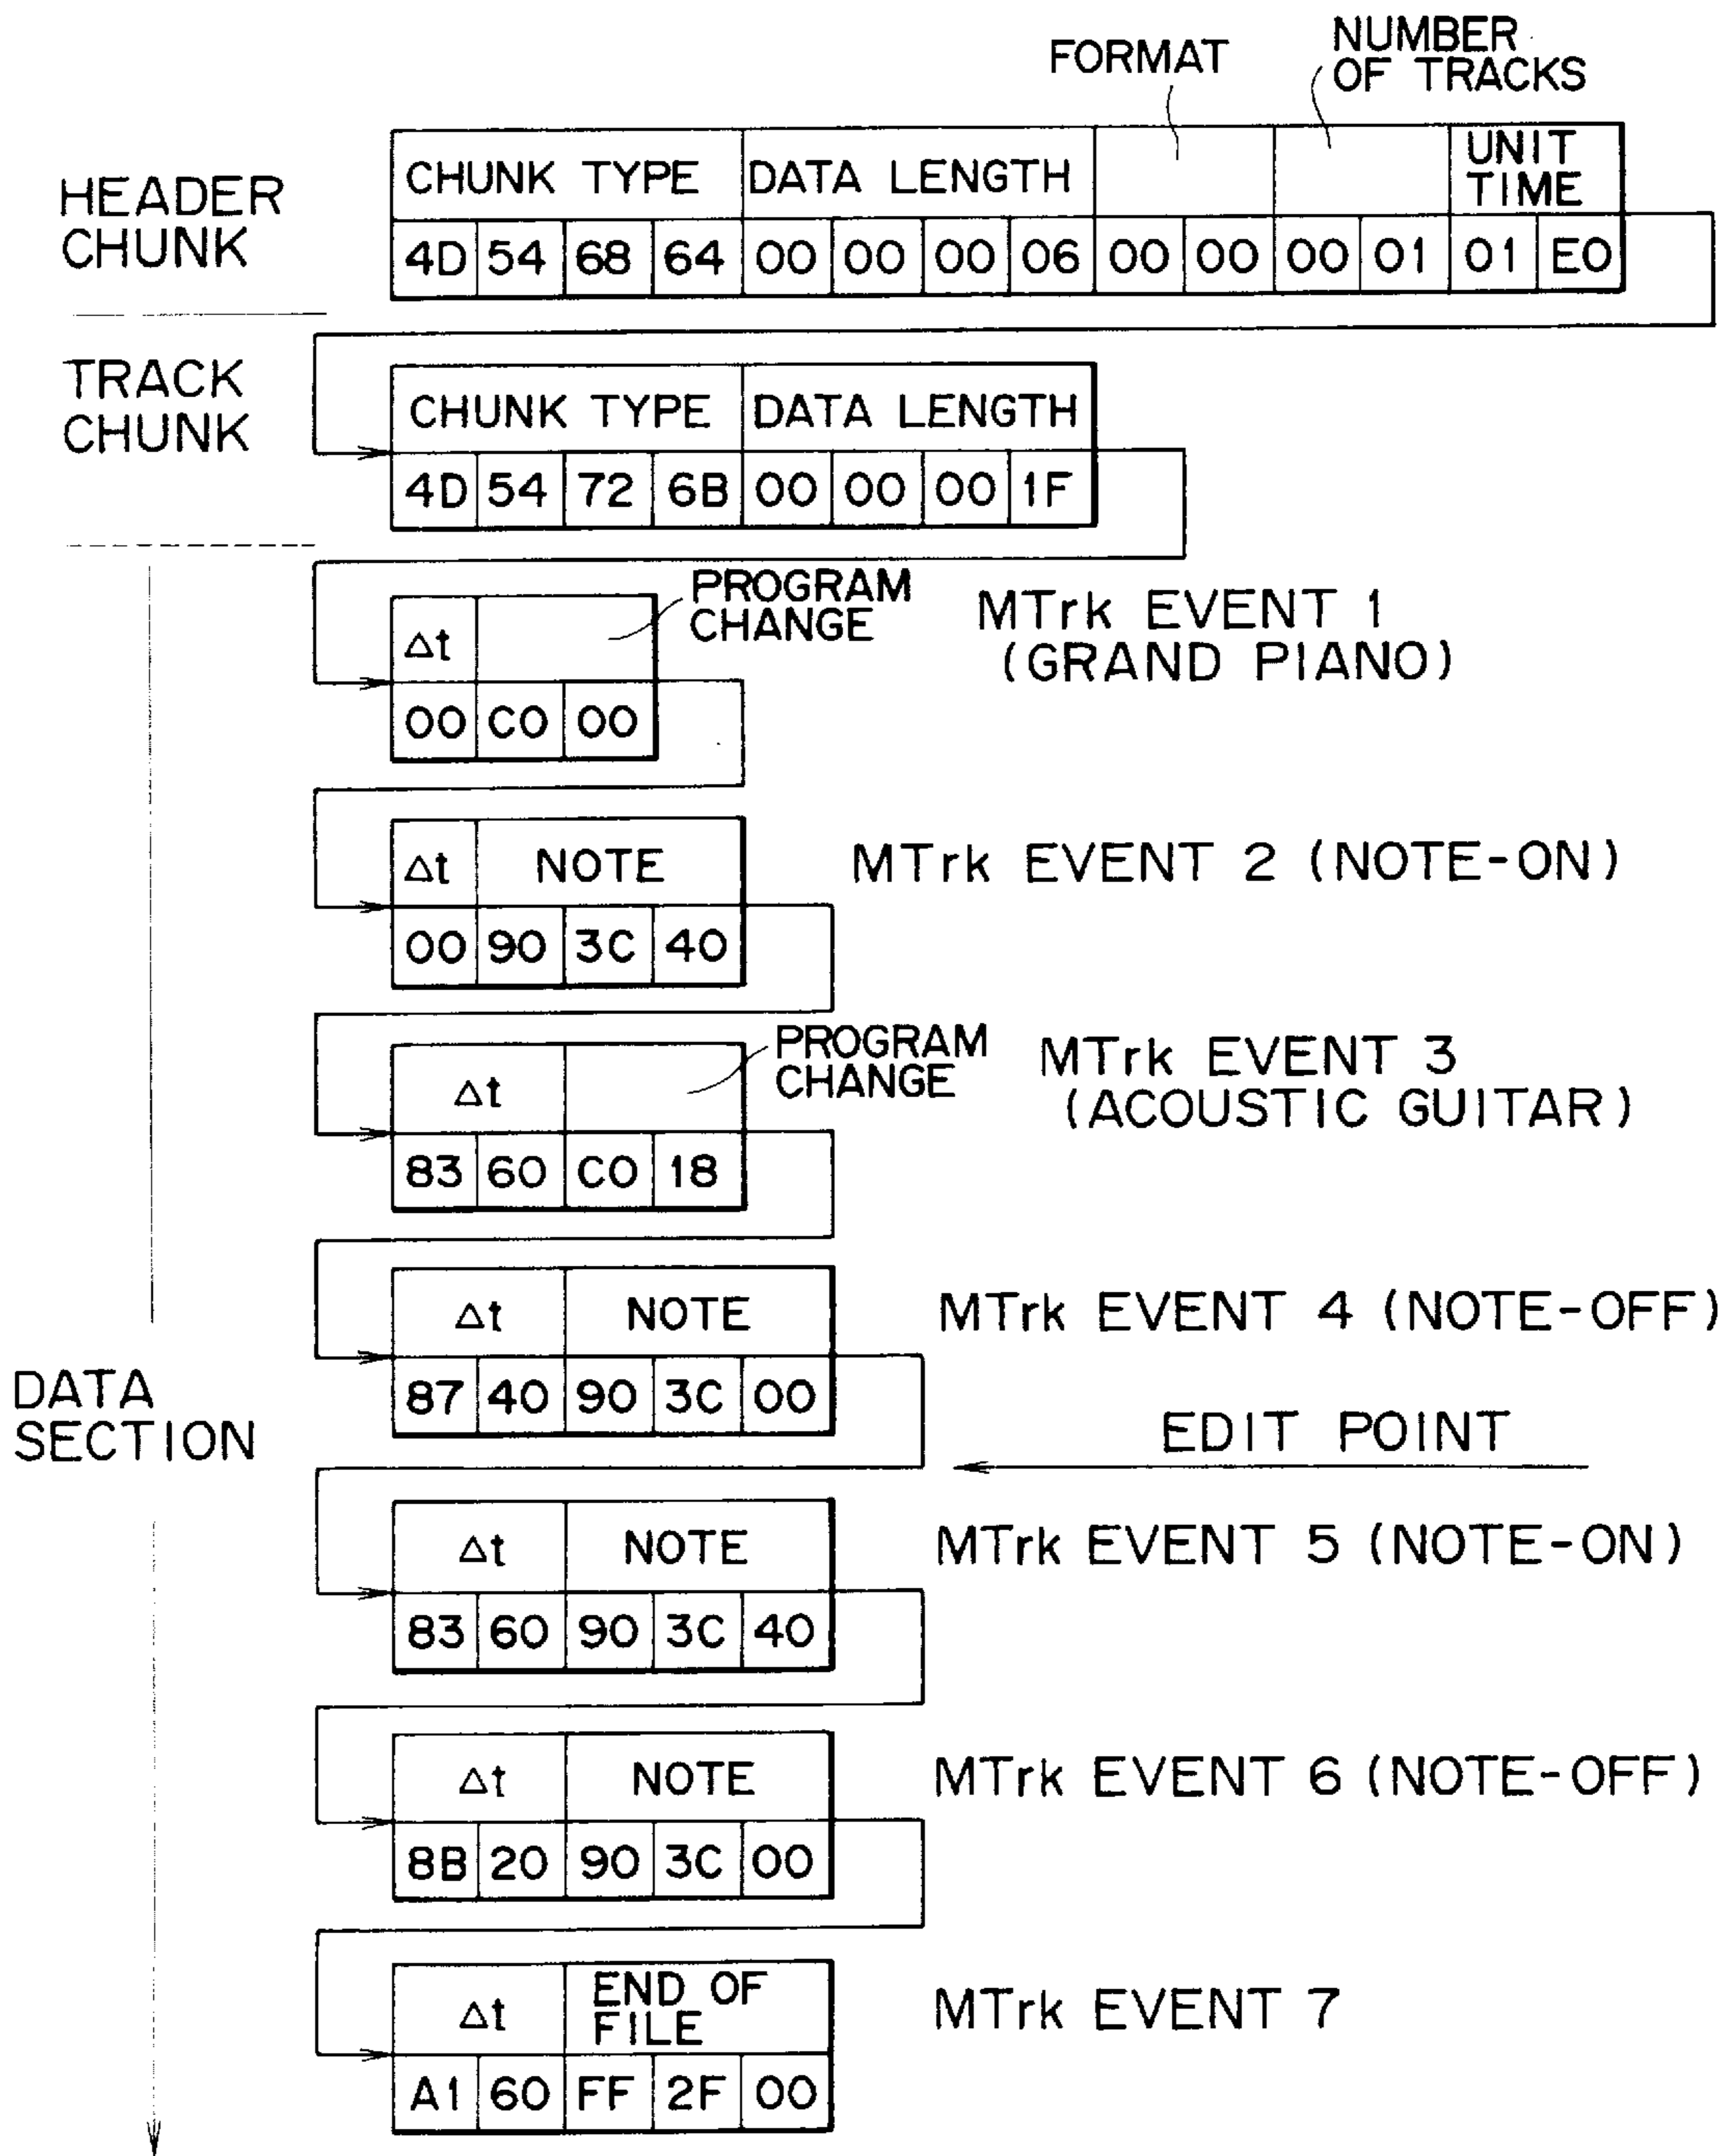 FORMAT
NUMBER
OF TRACKS
HEADER
CHUNK
CHUNK TYPE DATA LENGTH UNIT
TIME
4D 54 68 64 00 00 00 06 00 00 00 01 01 E0
TRACK
CHUNK
CHUNK TYPE DATA LENGTH
4D 54 72 6B 00 00 00 1F
PROGRAM
CHANGE
MTrk EVENT 1
(GRAND PIANO)
Δt
00 C0 00
Δt NOTE MTrk EVENT 2 (NOTE-ON)
00 90 3C 40
PROGRAM
CHANGE
MTrk EVENT 3
(ACOUSTIC GUITAR)
Δt
83 60 C0 18
Δt NOTE MTrk EVENT 4 (NOTE-OFF)
87 40 90 3C 00
DATA
SECTION
EDIT POINT
Δt NOTE MTrk EVENT 5 (NOTE-ON)
83 60 90 3C 40
Δt NOTE MTrk EVENT 6 (NOTE-OFF)
8B 20 90 3C 00
Δt END OF
FILE
MTrk EVENT 7
A1 60 FF 2F 00